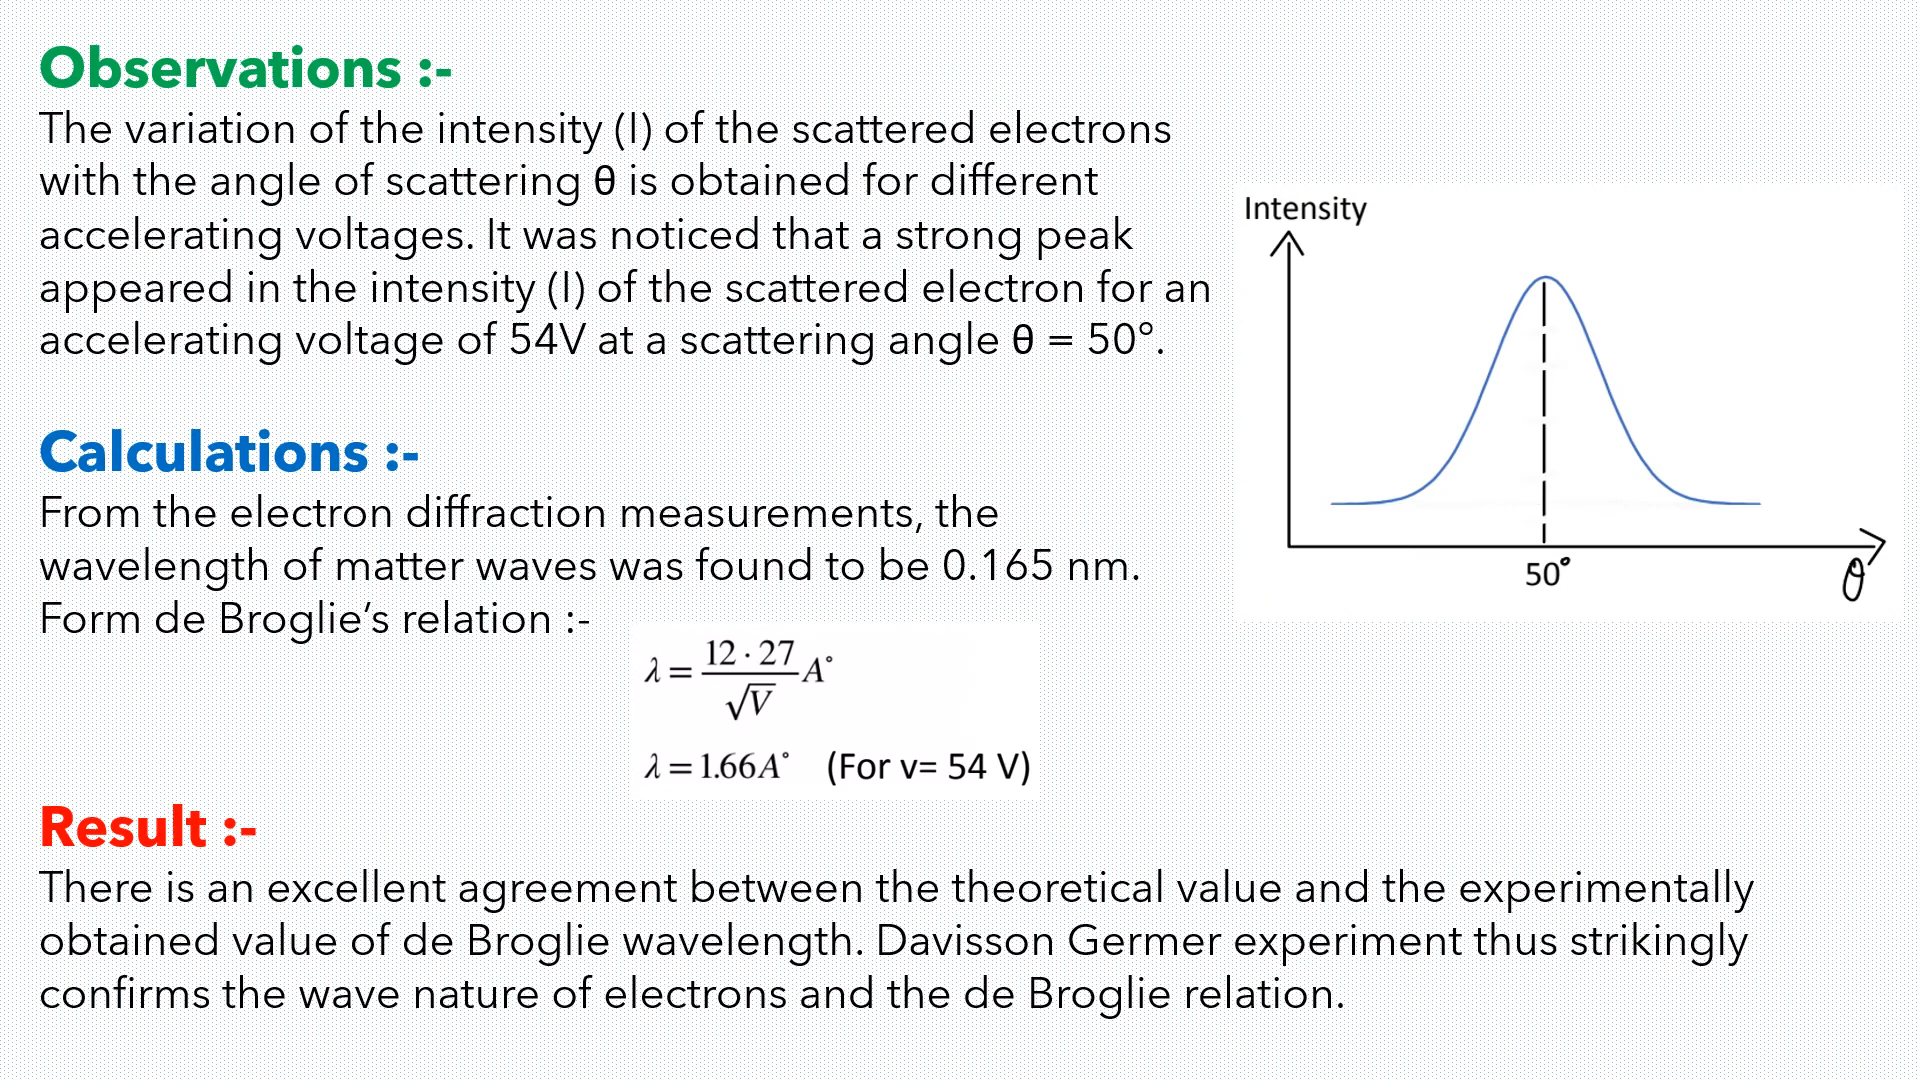 Observations :-
The variation of the intensity (I) of the scattered electrons
with the angle of scattering θ is obtained for different
accelerating voltages. It was noticed that a strong peak
appeared in the intensity (I) of the scattered electron for an
accelerating voltage of 54V at a scattering angle θ = 50°.
Intensity
50°
θ
Calculations :-
From the electron diffraction measurements, the
wavelength of matter waves was found to be 0.165 nm.
Form de Broglie’s relation :-
λ = 12·27 / √V A°
λ = 1.66A° (For v= 54 V)
Result :-
There is an excellent agreement between the theoretical value and the experimentally
obtained value of de Broglie wavelength. Davisson Germer experiment thus strikingly
confirms the wave nature of electrons and the de Broglie relation.